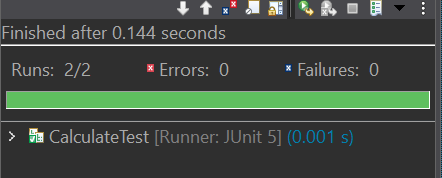 Finished after 0.144 seconds
Runs: 2/2 Errors: 0 Failures: 0
CalculateTest [Runner: JUnit 5] (0.001 s)